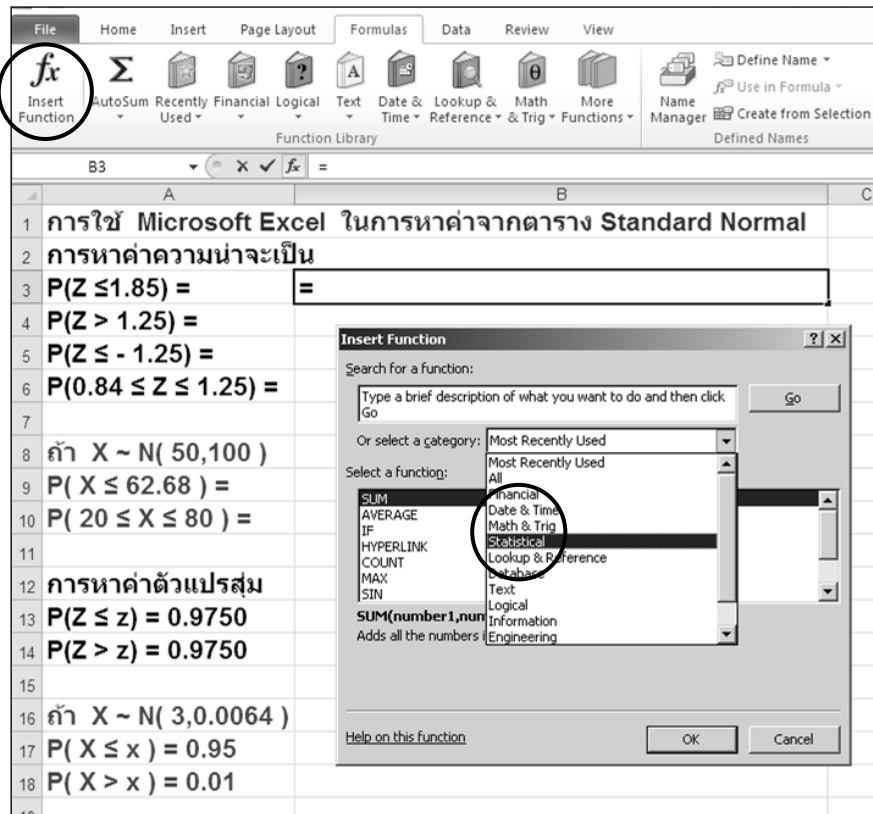 File Home Insert Page Layout Formulas Data Review View
fx Σ ? A θ
Insert Function AutoSum Recently Used Financial Logical Text Date & Time Lookup & Reference Math & Trig More Functions Name Manager
Define Name
Use in Formula
Create from Selection
Function Library Defined Names
B3 fx =
A B C
1 การใช้ Microsoft Excel ในการหาค่าจากตาราง Standard Normal
2 การหาค่าความน่าจะเป็น
3 P(Z ≤1.85) = =
4 P(Z > 1.25) =
5 P(Z ≤ - 1.25) =
6 P(0.84 ≤ Z ≤ 1.25) =
7
8 ถ้า X ~ N( 50,100 )
9 P( X ≤ 62.68 ) =
10 P( 20 ≤ X ≤ 80 ) =
11
12 การหาค่าตัวแปรสุ่ม
13 P(Z ≤ z) = 0.9750
14 P(Z > z) = 0.9750
15
16 ถ้า X ~ N( 3,0.0064 )
17 P( X ≤ x ) = 0.95
18 P( X > x ) = 0.01
Insert Function
Search for a function:
Type a brief description of what you want to do and then click
Go
Go
Or select a category: Most Recently Used
Most Recently Used
All
Financial
Date & Time
Math & Trig
Statistical
Lookup & Reference
Database
Text
Logical
Information
Engineering
Select a function:
SUM
AVERAGE
IF
HYPERLINK
COUNT
MAX
SIN
SUM(number1,num
Adds all the numbers i
Help on this function OK Cancel